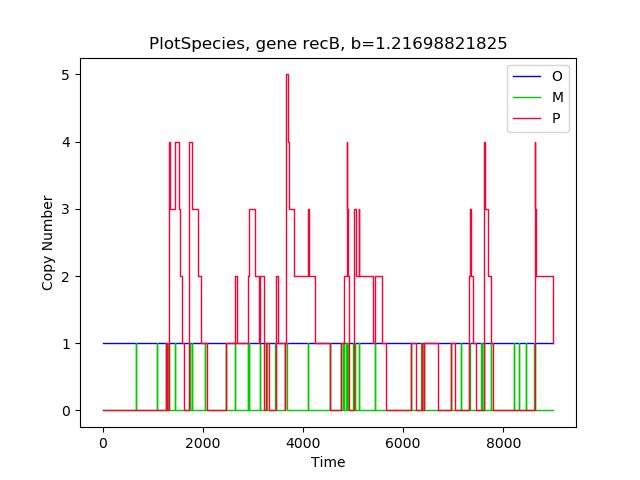 PlotSpecies, gene recB, b=1.21698821825
O
M
P
5
4
3
2
1
0
Copy Number
0 2000 4000 6000 8000
Time